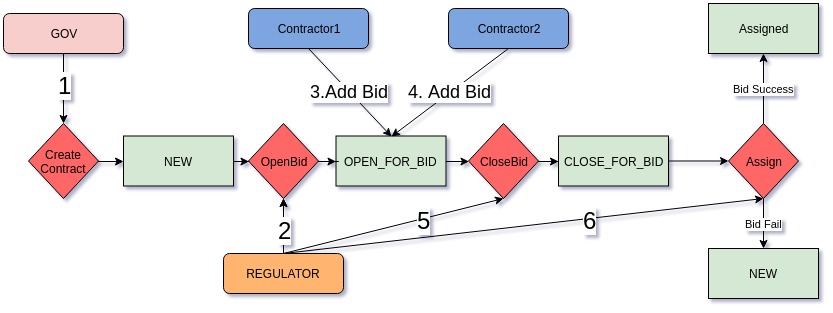 GOV
Contractor1
Contractor2
Assigned
1
3.Add Bid
4. Add Bid
Bid Success
Create
Contract
NEW
OpenBid
OPEN_FOR_BID
CloseBid
CLOSE_FOR_BID
Assign
2
5
6
Bid Fail
REGULATOR
NEW